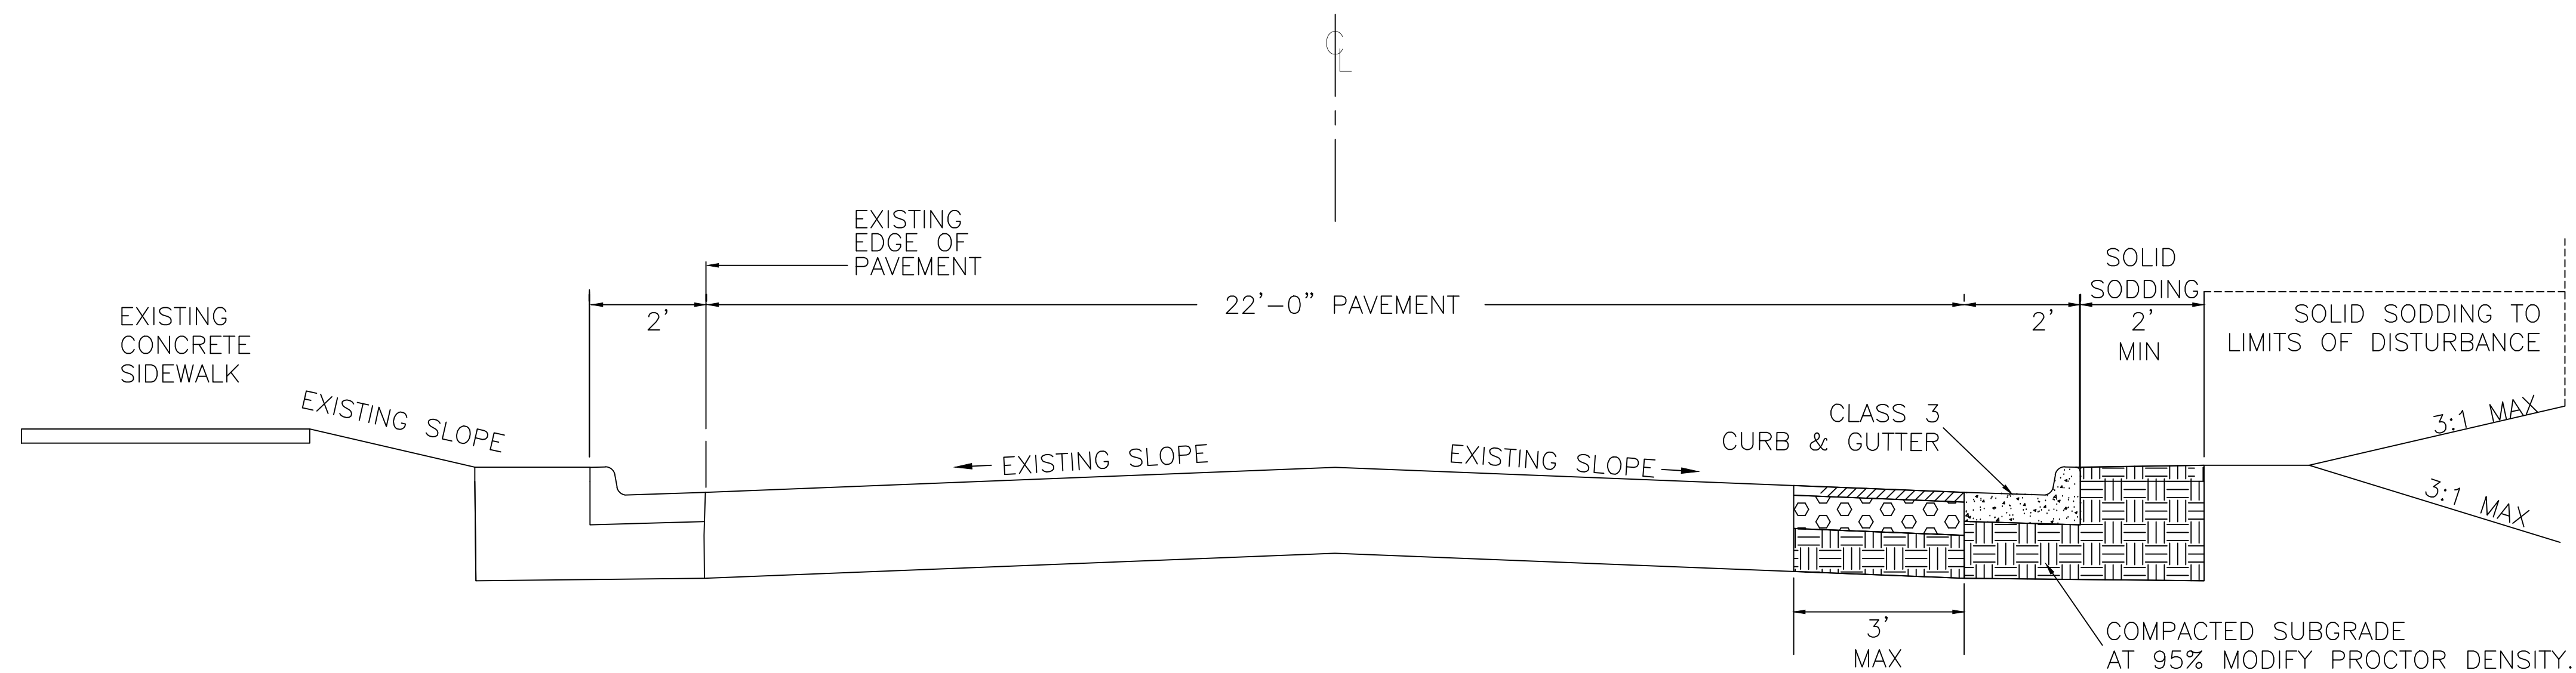 CL
EXISTING
EDGE OF
PAVEMENT
SOLID
SODDING
EXISTING
CONCRETE
SIDEWALK
2'
22'-0" PAVEMENT
2'
2'
MIN
SOLID SODDING TO
LIMITS OF DISTURBANCE
EXISTING SLOPE
EXISTING SLOPE
EXISTING SLOPE
CLASS 3
CURB & GUTTER
3:1 MAX
3:1 MAX
3'
MAX
COMPACTED SUBGRADE
AT 95% MODIFY PROCTOR DENSITY.